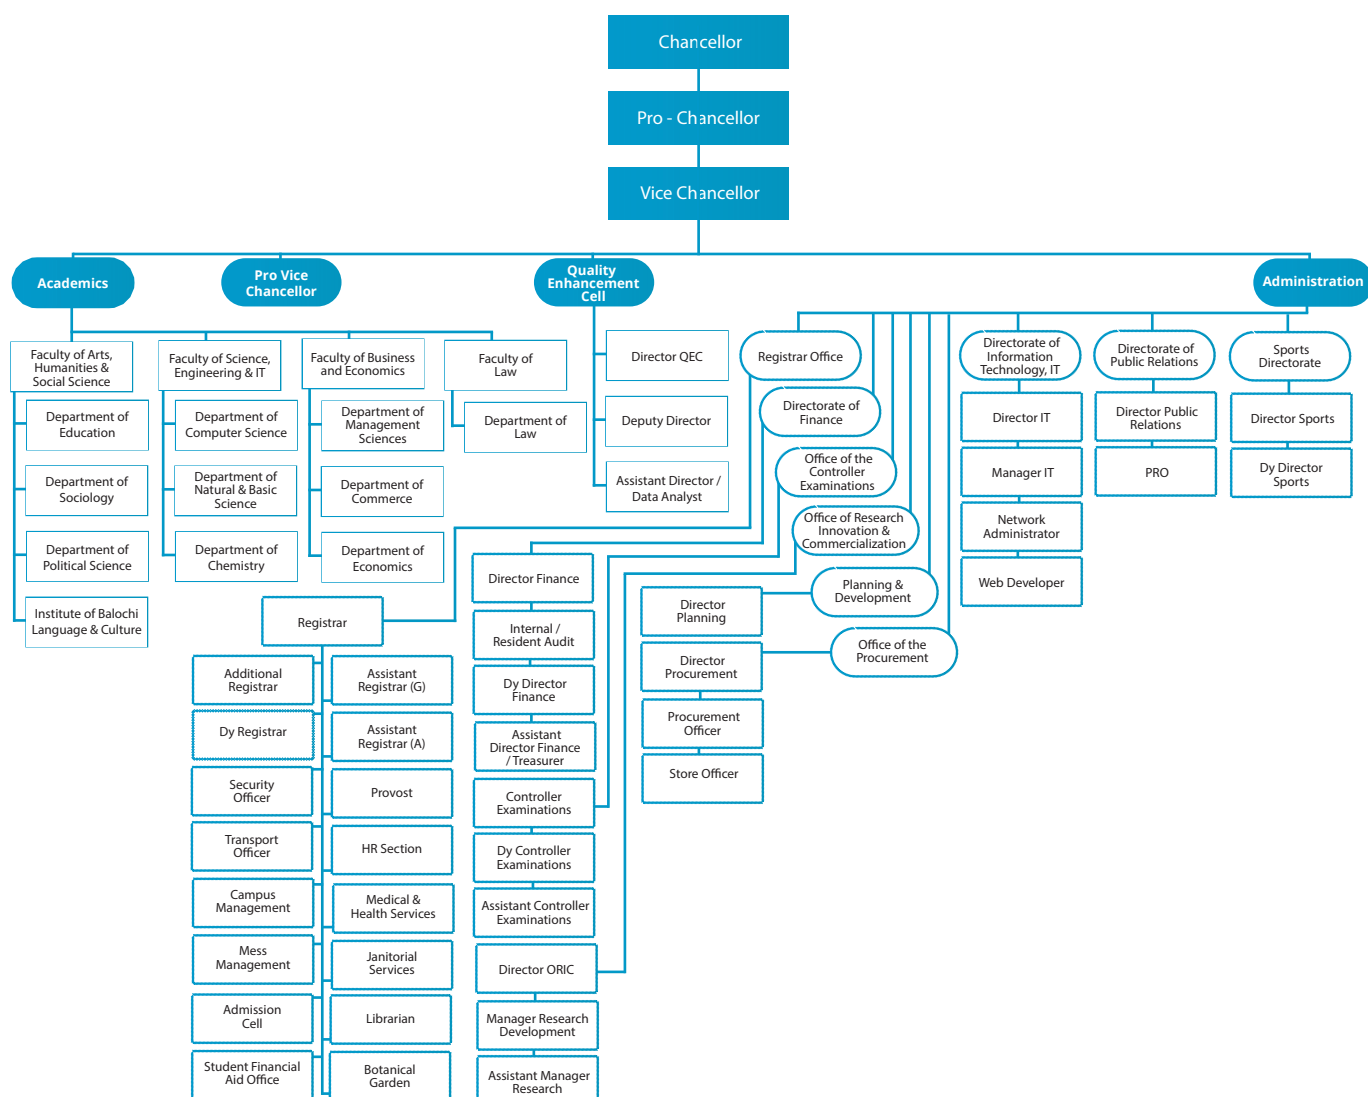 Chancellor
Pro - Chancellor
Vice Chancellor
Academics
Pro Vice
Chancellor
Quality
Enhancement
Cell
Administration
Faculty of Arts,
Humanities &
Social Science
Department of
Education
Department of
Sociology
Department of
Political Science
Institute of Balochi
Language & Culture
Faculty of Science,
Engineering & IT
Department of
Computer Science
Department of
Natural & Basic
Science
Department of
Chemistry
Faculty of Business
and Economics
Department of
Management
Sciences
Department of
Commerce
Department of
Economics
Faculty of
Law
Department of
Law
Director QEC
Deputy Director
Assistant Director /
Data Analyst
Registrar Office
Directorate of
Finance
Office of the
Controller
Examinations
Office of Research
Innovation &
Commercialization
Planning &
Development
Office of the
Procurement
Directorate of
Information
Technology, IT
Director IT
Manager IT
Network
Administrator
Web Developer
Directorate of
Public Relations
Director Public
Relations
PRO
Sports
Directorate
Director Sports
Dy Director
Sports
Registrar
Additional
Registrar
Dy Registrar
Security
Officer
Transport
Officer
Campus
Management
Mess
Management
Admission
Cell
Student Financial
Aid Office
Assistant
Registrar (G)
Assistant
Registrar (A)
Provost
HR Section
Medical &
Health Services
Janitorial
Services
Librarian
Botanical
Garden
Director Finance
Internal /
Resident Audit
Dy Director
Finance
Assistant
Director Finance
/ Treasurer
Controller
Examinations
Dy Controller
Examinations
Assistant Controller
Examinations
Director ORIC
Manager Research
Development
Assistant Manager
Research
Director
Planning
Director
Procurement
Procurement
Officer
Store Officer